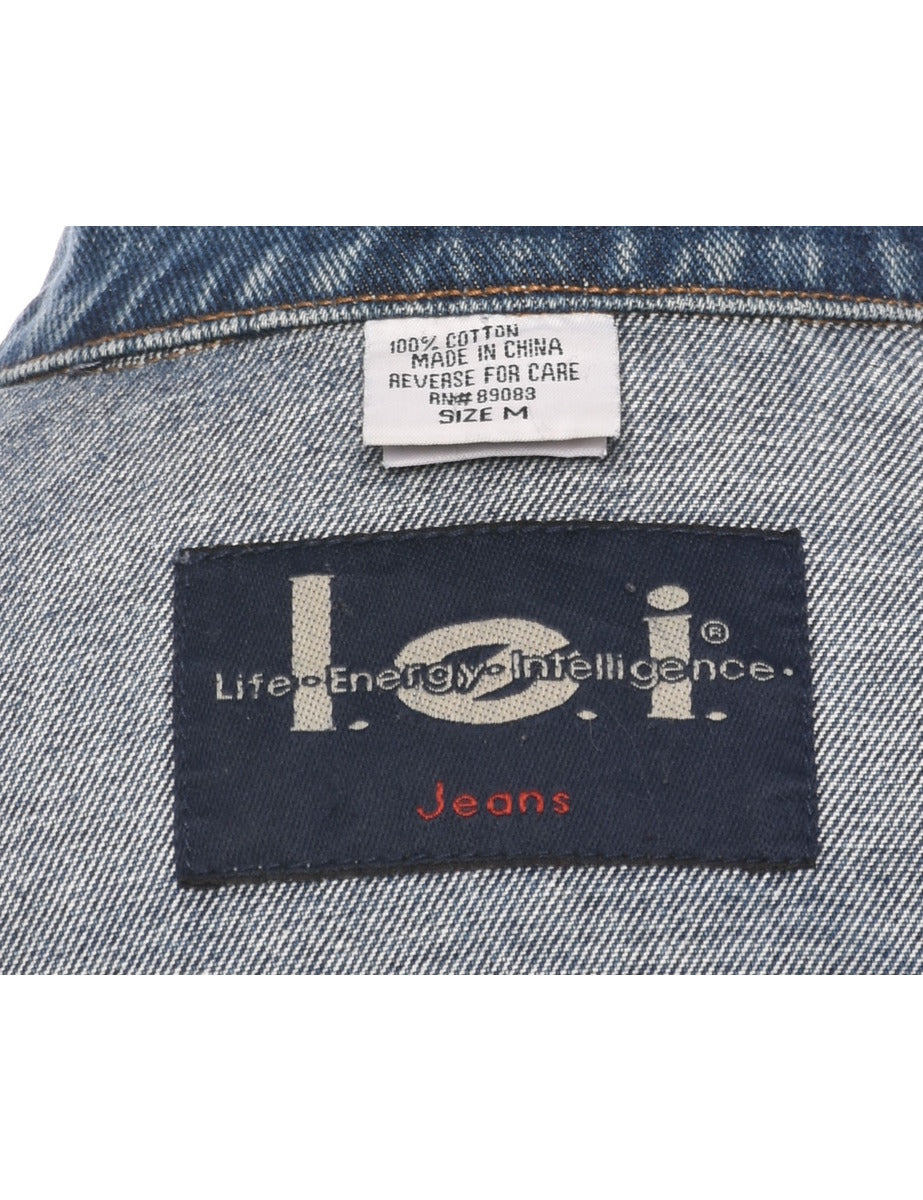 100% COTTON
MADE IN CHINA
REVERSE FOR CARE
RN# 89083
SIZE M
l.e.i.®
Life•Energy•Intelligence•
Jeans